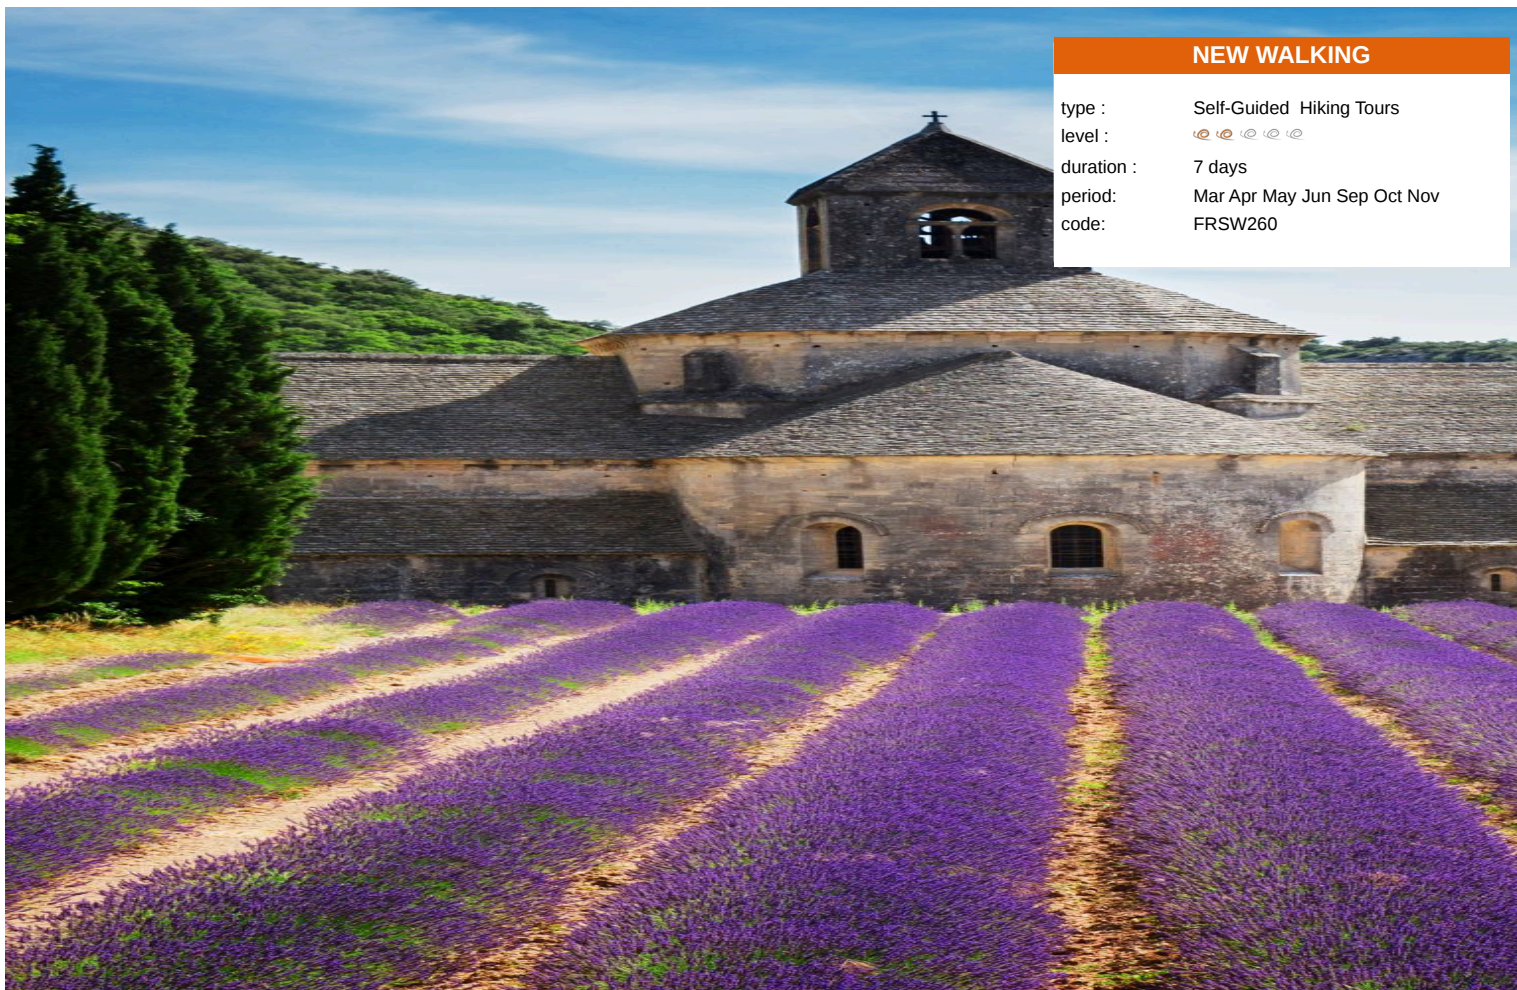 NEW WALKING
type : Self-Guided Hiking Tours
level :
duration : 7 days
period: Mar Apr May Jun Sep Oct Nov
code: FRSW260